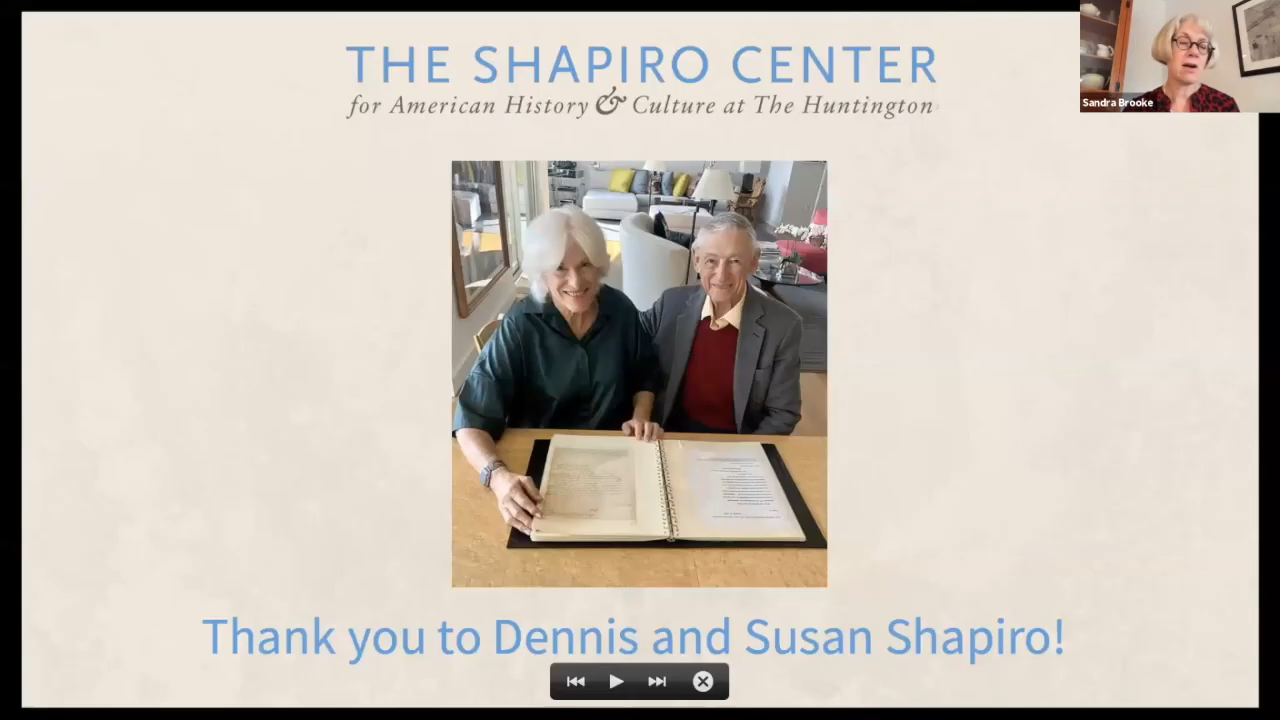 THE SHAPIRO CENTER
for American History & Culture at The Huntington
Sandra Brooke
Thank you to Dennis and Susan Shapiro!